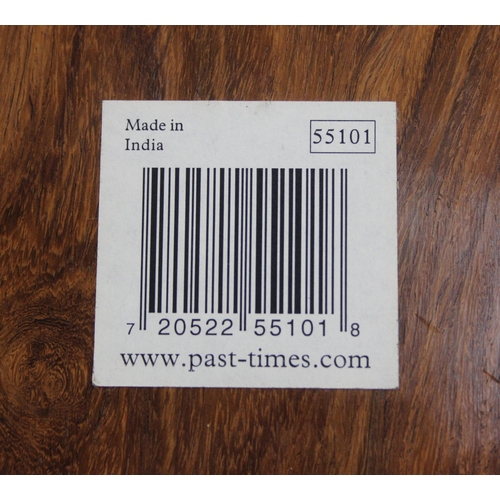 Made in
India
55101
7 20522 55101 8
www.past-times.com